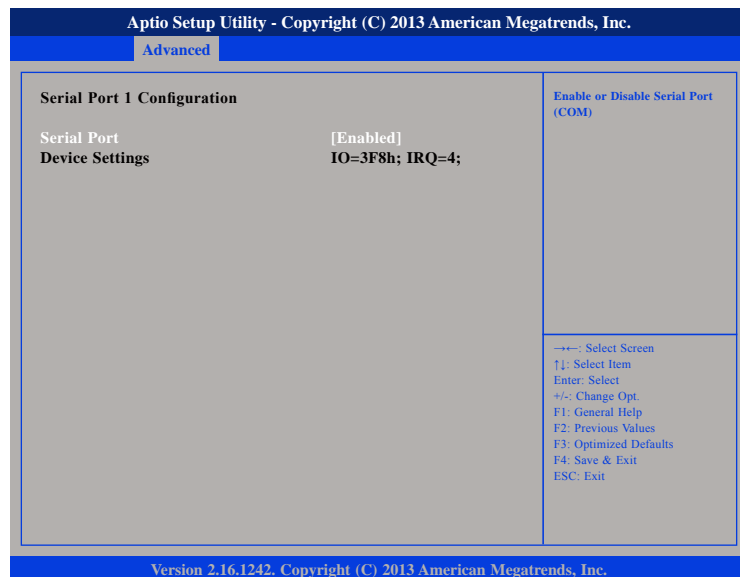 Aptio Setup Utility - Copyright (C) 2013 American Megatrends, Inc.
Advanced
Serial Port 1 Configuration
Serial Port [Enabled]
Device Settings IO=3F8h; IRQ=4;
Enable or Disable Serial Port
(COM)
→←: Select Screen
↑↓: Select Item
Enter: Select
+/-: Change Opt.
F1: General Help
F2: Previous Values
F3: Optimized Defaults
F4: Save & Exit
ESC: Exit
Version 2.16.1242. Copyright (C) 2013 American Megatrends, Inc.